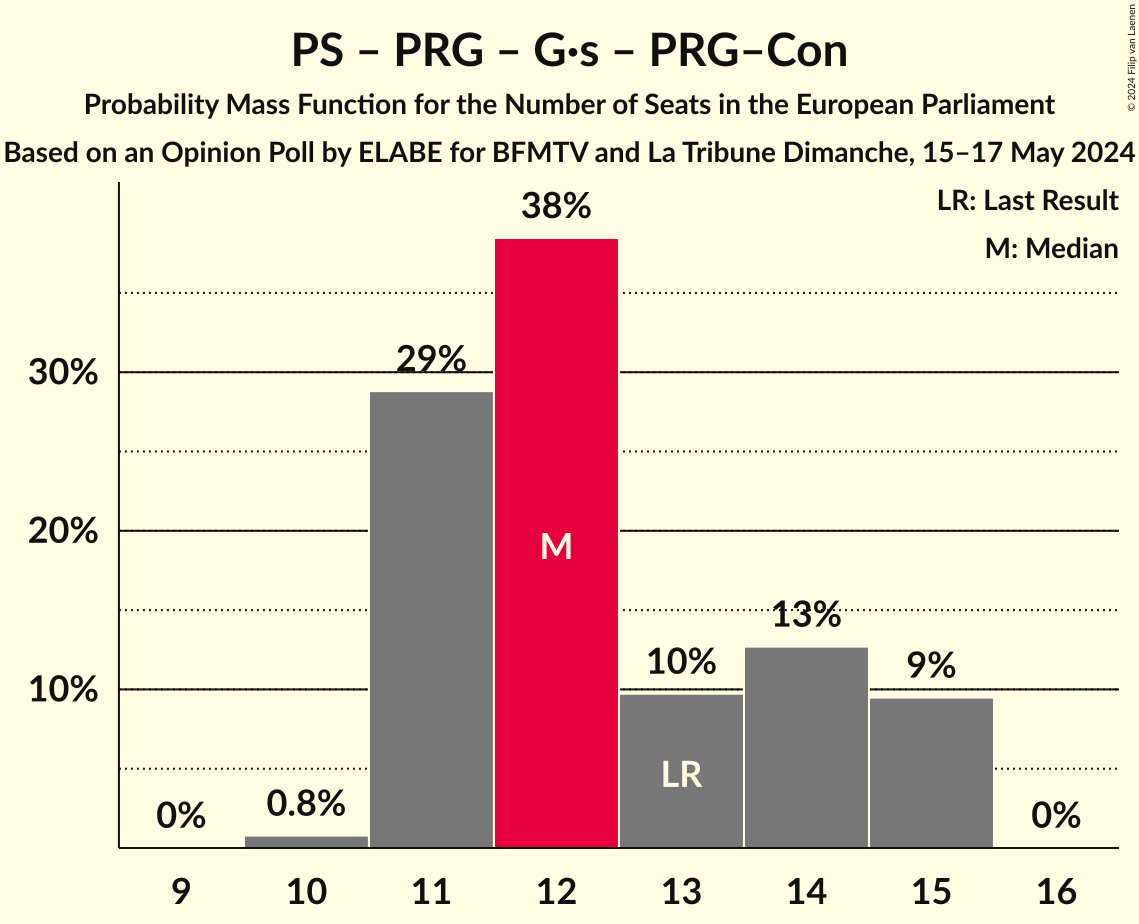 PS – PRG – G·s – PRG–Con
Probability Mass Function for the Number of Seats in the European Parliament
Based on an Opinion Poll by ELABE for BFMTV and La Tribune Dimanche, 15–17 May 2024
© 2024 Filip van Laenen
LR: Last Result
M: Median
38%
29%
30%
20%
M
13%
10%
9%
10%
LR
0%
0.8%
0%
9 10 11 12 13 14 15 16